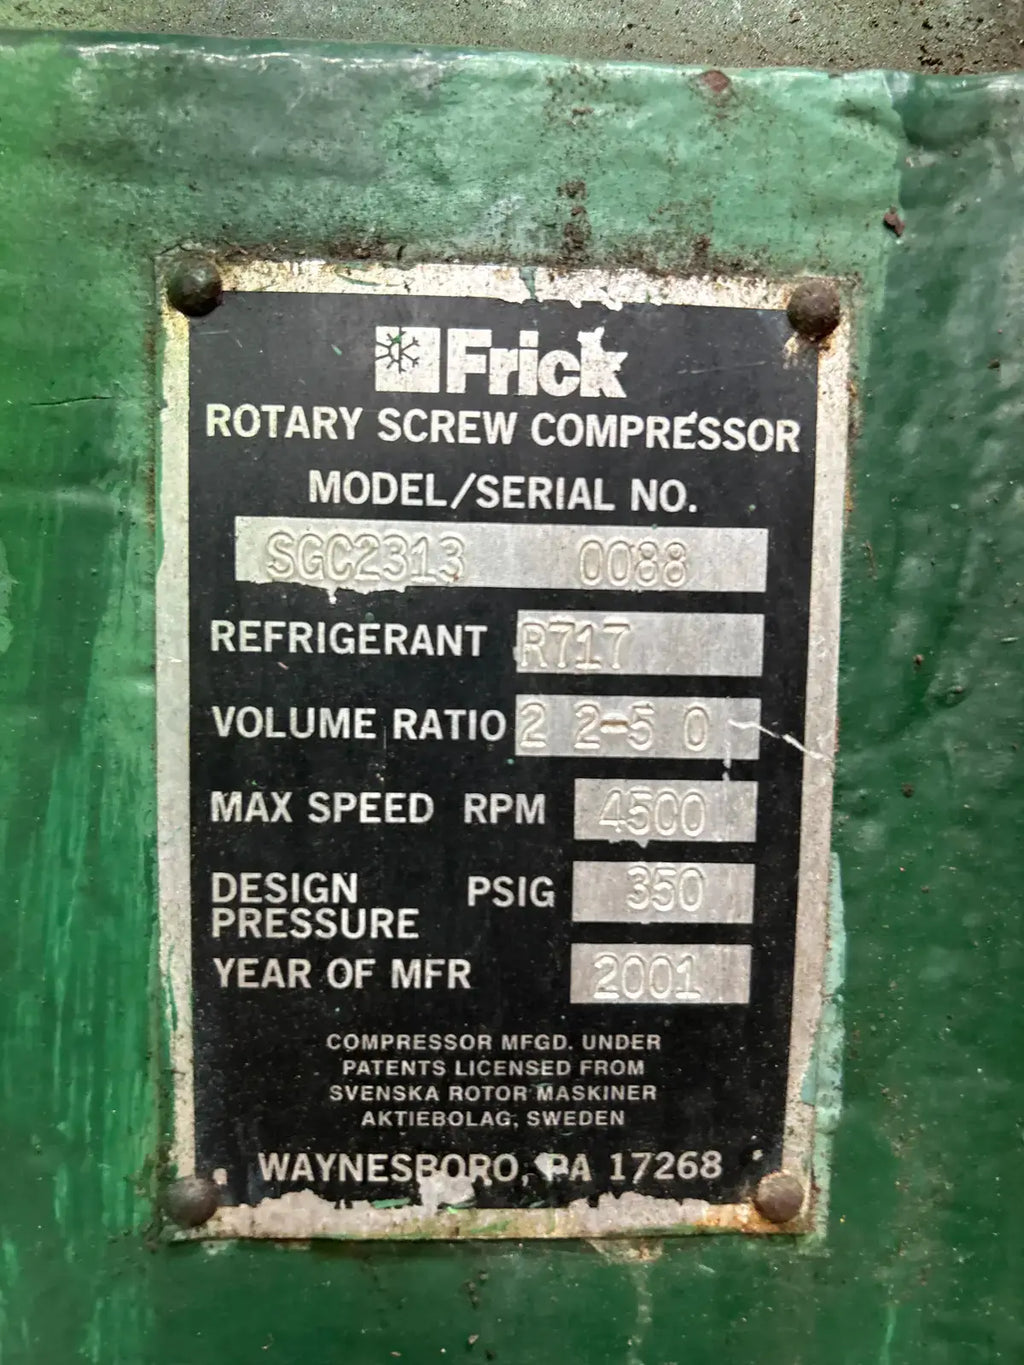 Frick
ROTARY SCREW COMPRESSOR
MODEL/SERIAL NO.
SGC2313 0088
REFRIGERANT R717
VOLUME RATIO 2 2-5 0
MAX SPEED RPM 4500
DESIGN PRESSURE PSIG 350
YEAR OF MFR 2001
COMPRESSOR MFGD. UNDER
PATENTS LICENSED FROM
SVENSKA ROTOR MASKINER
AKTIEBOLAG, SWEDEN
WAYNESBORO, PA 17268